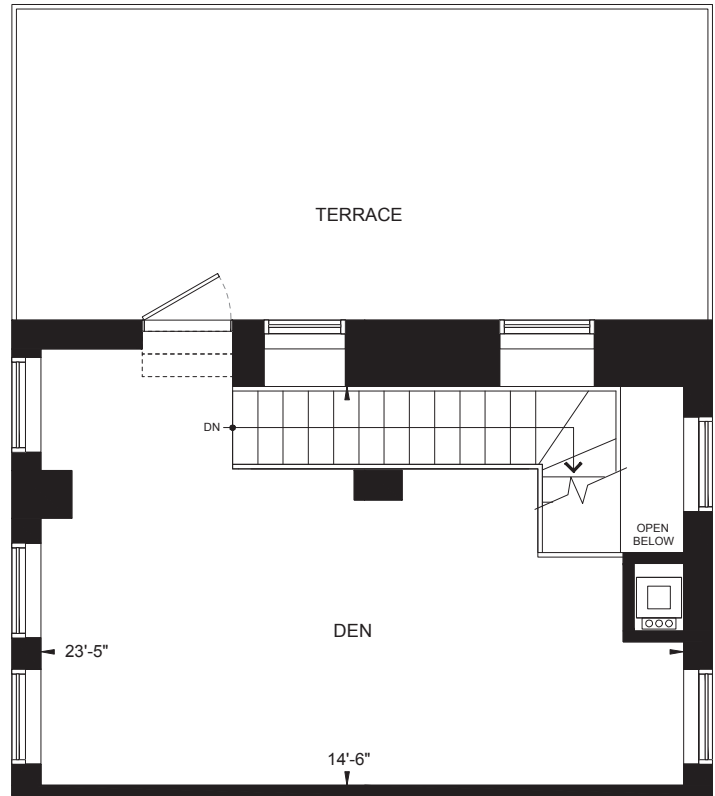 TERRACE
DN
OPEN
BELOW
DEN
23'-5"
14'-6"